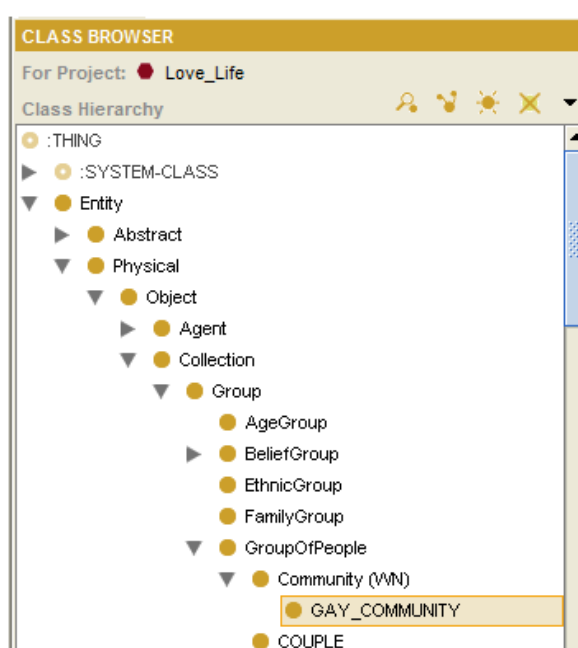 CLASS BROWSER
For Project: Love_Life
Class Hierarchy
:THING
:SYSTEM-CLASS
Entity
Abstract
Physical
Object
Agent
Collection
Group
AgeGroup
BeliefGroup
EthnicGroup
FamilyGroup
GroupOfPeople
Community (WN)
GAY_COMMUNITY
COUPLE